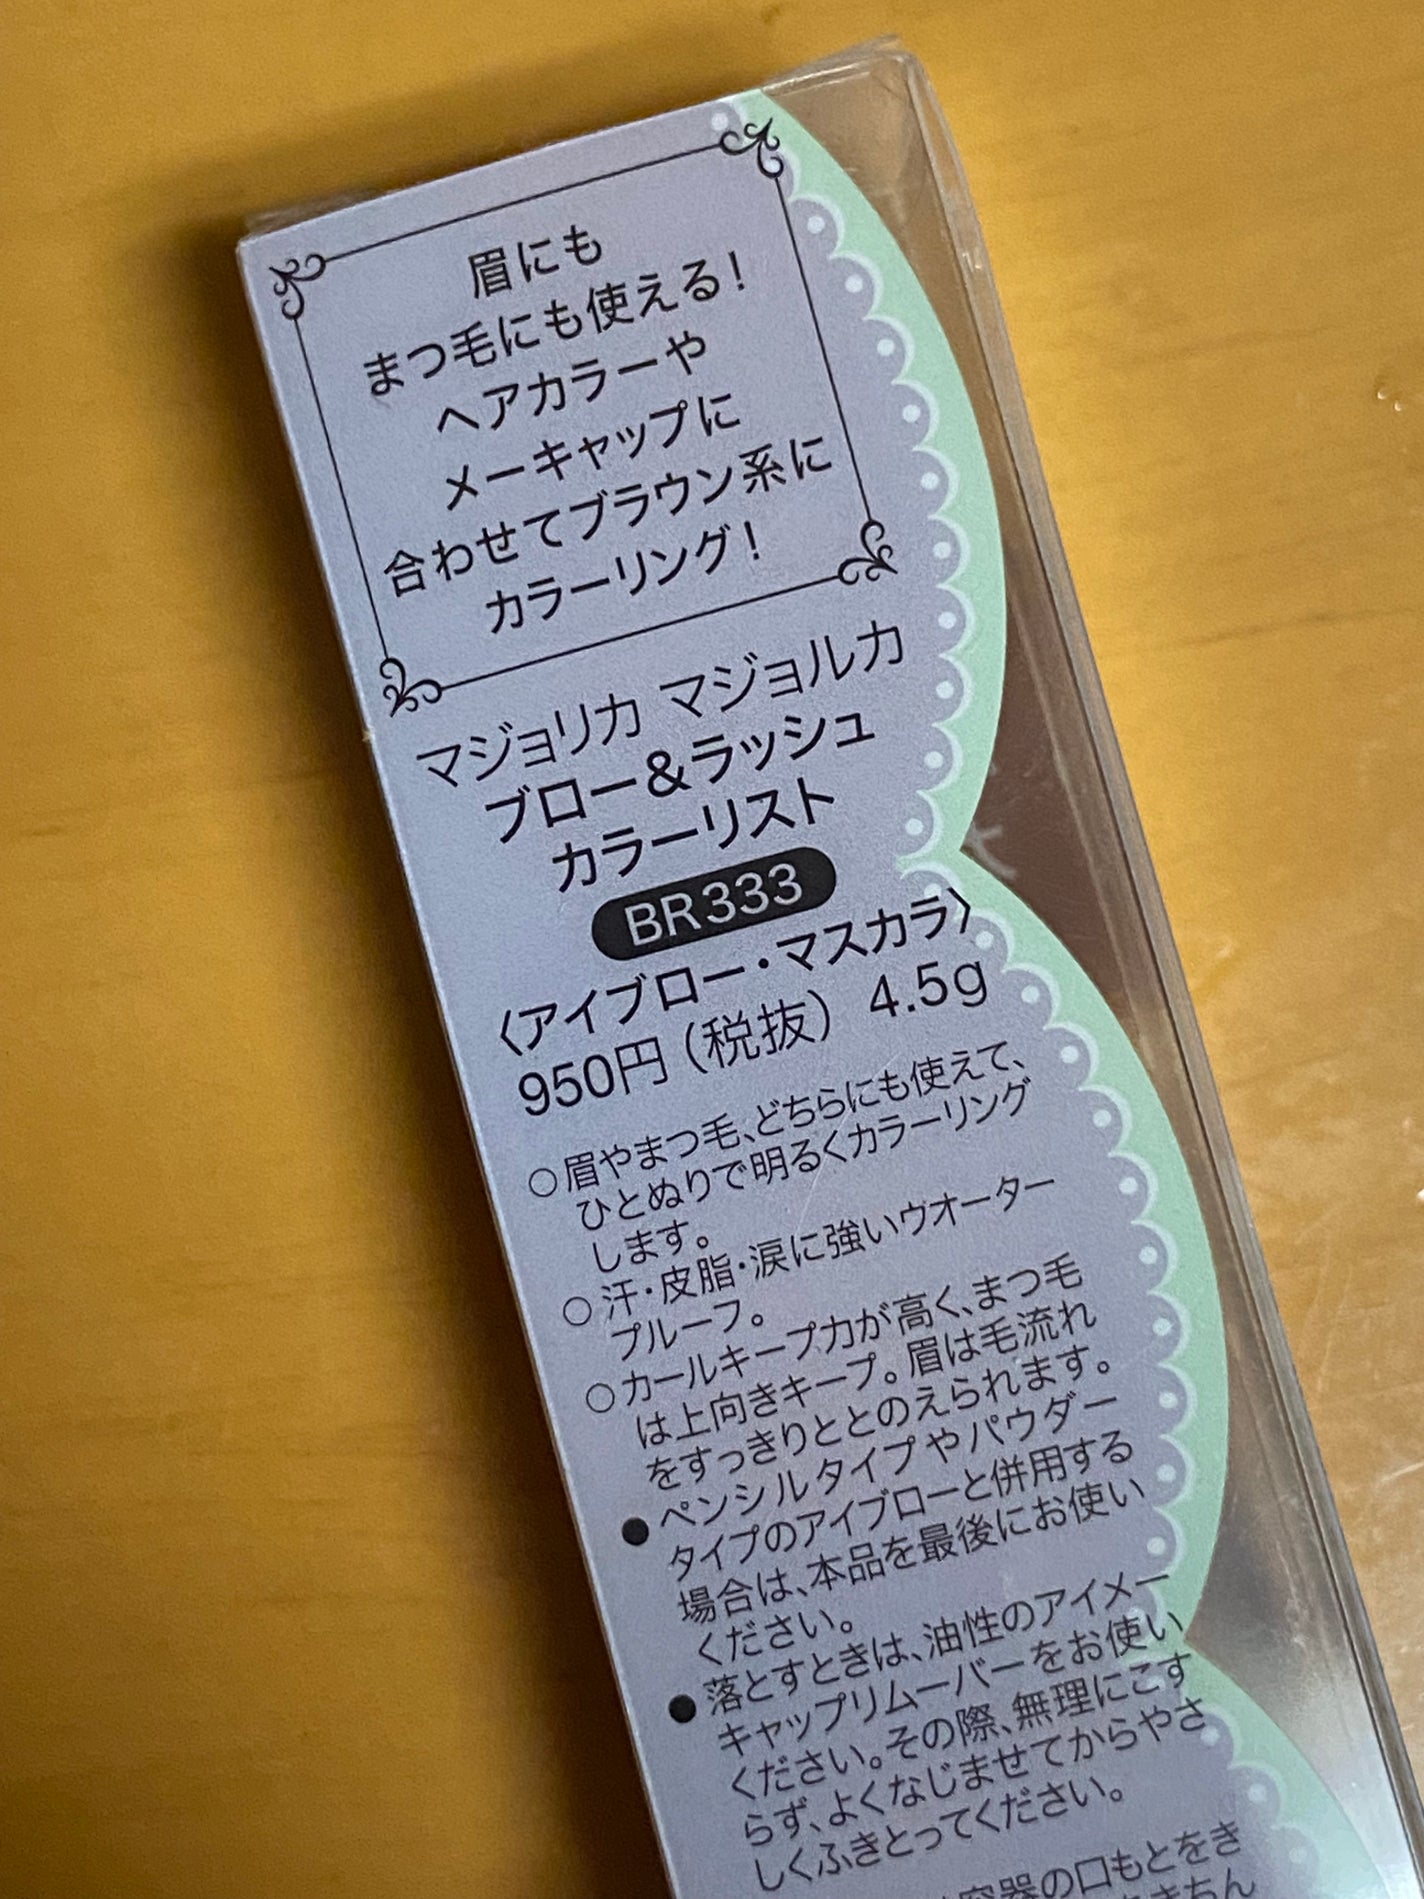 眉にも
まつ毛にも使える!
ヘアカラーや
メーキャップに
合わせてブラウン系に
カラーリング!
マジョリカ マジョルカ
ブロー&ラッシュ
カラーリスト
BR333
〈アイブロー・マスカラ〉
950円(税抜) 4.5g
○眉やまつ毛、どちらにも使えて、
ひとぬりで明るくカラーリング
します。
○汗・皮脂・涙に強いウオーター
プルーフ。
○カールキープ力が高く、まつ毛
は上向きキープ。眉は毛流れ
をすっきりととのえられます。
●ペンシルタイプやパウダー
タイプのアイブローと併用する
場合は、本品を最後にお使い
ください。
●落とすときは、油性のアイメー
キャップリムーバーをお使い
ください。その際、無理にこす
らず、よくなじませてからやさ
しくふきとってください。
容器の口もとをき
きちん